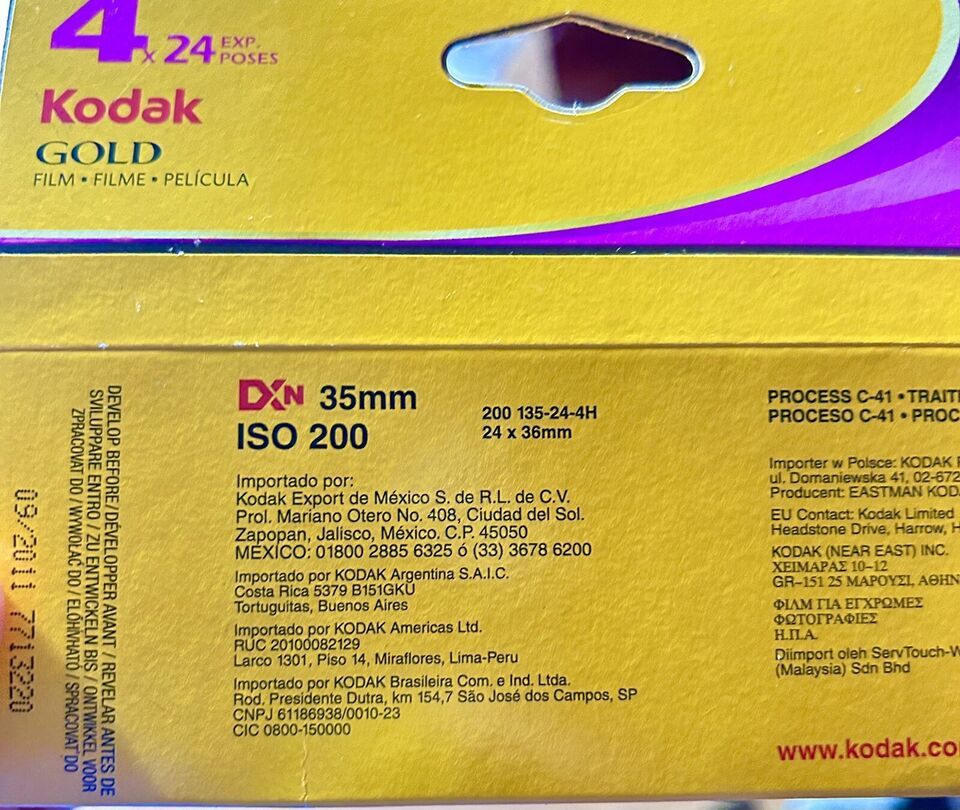 4 x 24 EXP. POSES
Kodak
GOLD
FILM • FILME • PELÍCULA
DEVELOP BEFORE / DÉVELOPPER AVANT / REVELAR ANTES DE
SVILUPPARE ENTRO / ZU ENTWICKELN BIS / ONTWIKKEL VOOR
ZPRACOVAT DO / WYWOŁAĆ DO / ELŐHÍVHATÓ / SPRACOVAŤ DO
09/2011 7713220
DXN 35mm
ISO 200
200 135-24-4H
24 x 36mm
Importado por:
Kodak Export de México S. de R.L. de C.V.
Prol. Mariano Otero No. 408, Ciudad del Sol.
Zapopan, Jalisco, México. C.P. 45050
MEXICO: 01800 2885 6325 ó (33) 3678 6200
Importado por KODAK Argentina S.A.I.C.
Costa Rica 5379 B151GKU
Tortuguitas, Buenos Aires
Importado por KODAK Americas Ltd.
RUC 20100082129
Larco 1301, Piso 14, Miraflores, Lima-Peru
Importado por KODAK Brasileira Com. e Ind. Ltda.
Rod. Presidente Dutra, km 154,7 São José dos Campos, SP
CNPJ 61186938/0010-23
CIC 0800-150000
PROCESS C-41 • TRAIT
PROCESO C-41 • PROC
Importer w Polsce: KODAK
ul. Domaniewska 41, 02-672
Producent: EASTMAN KOD
EU Contact: Kodak Limited
Headstone Drive, Harrow, H
KODAK (NEAR EAST) INC.
ΧΕΙΜΑΡΑΣ 10-12
GR-151 25 ΜΑΡΟΥΣΙ, ΑΘΗΝ
ΦΙΛΜ ΓΙΑ ΕΓΧΡΩΜΕΣ
ΦΩΤΟΓΡΑΦΙΕΣ
Η.Π.Α.
Diimport oleh ServTouch-W
(Malaysia) Sdn Bhd
www.kodak.co